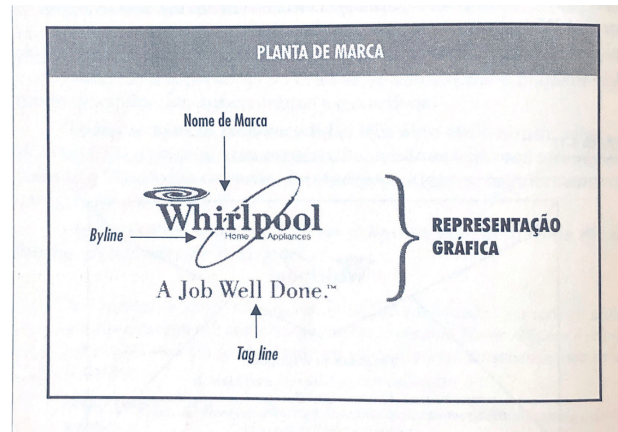 PLANTA DE MARCA
Nome de Marca
Whirlpool
Byline
Home Appliances
A Job Well Done.™
Tag line
REPRESENTAÇÃO
GRÁFICA